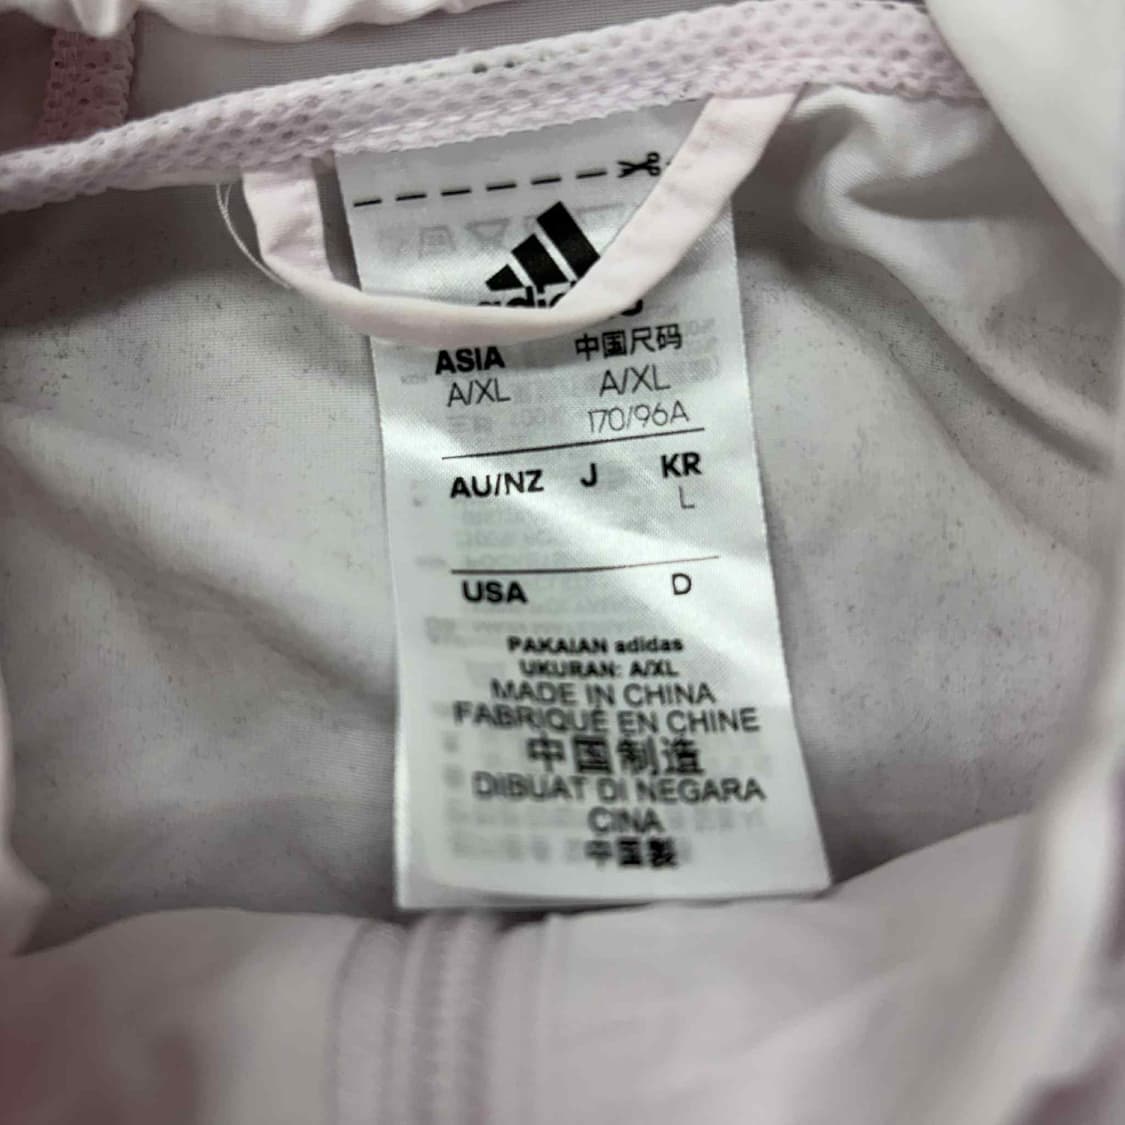 adidas
ASIA 中国尺码
A/XL A/XL
170/96A
AU/NZ J KR
L
USA D
PAKAIAN adidas
UKURAN: A/XL
MADE IN CHINA
FABRIQUÉ EN CHINE
中国制造
DIBUAT DI NEGARA
CINA
中国製